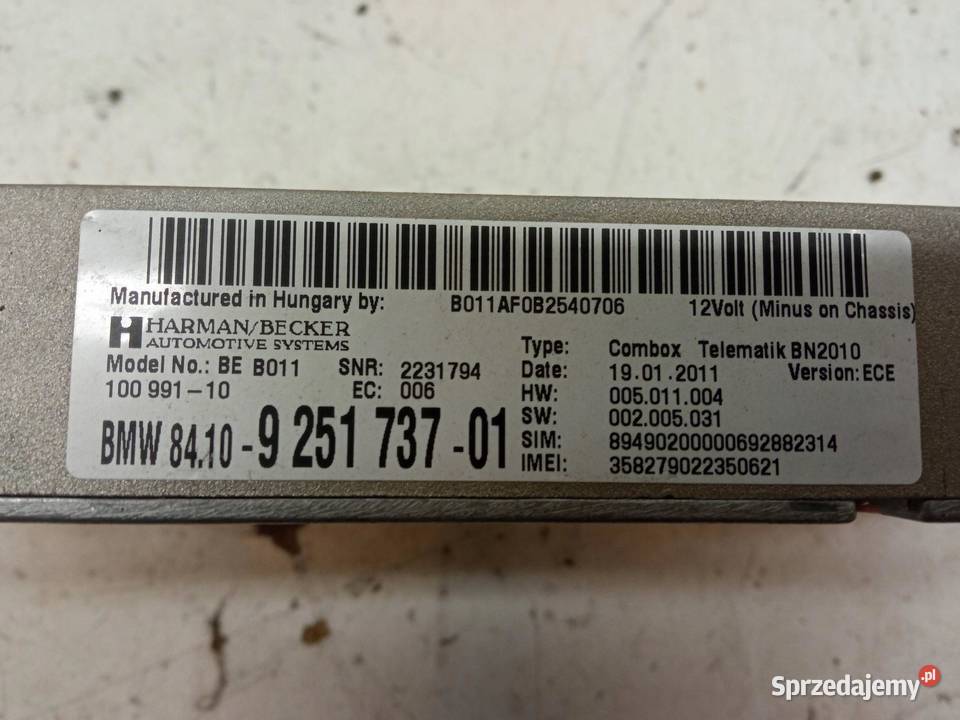 Manufactured in Hungary by: B011AF0B2540706 12Volt (Minus on Chassis)
HARMAN/BECKER
AUTOMOTIVE SYSTEMS
Model No.: BE B011 SNR: 2231794
100 991-10 EC: 006
BMW 84.10 -9 251 737 -01
Type: Combox Telematik BN2010
Date: 19.01.2011 Version: ECE
HW: 005.011.004
SW: 002.005.031
SIM: 89490200000692882314
IMEI: 358279022350621
Sprzedajemy.pl